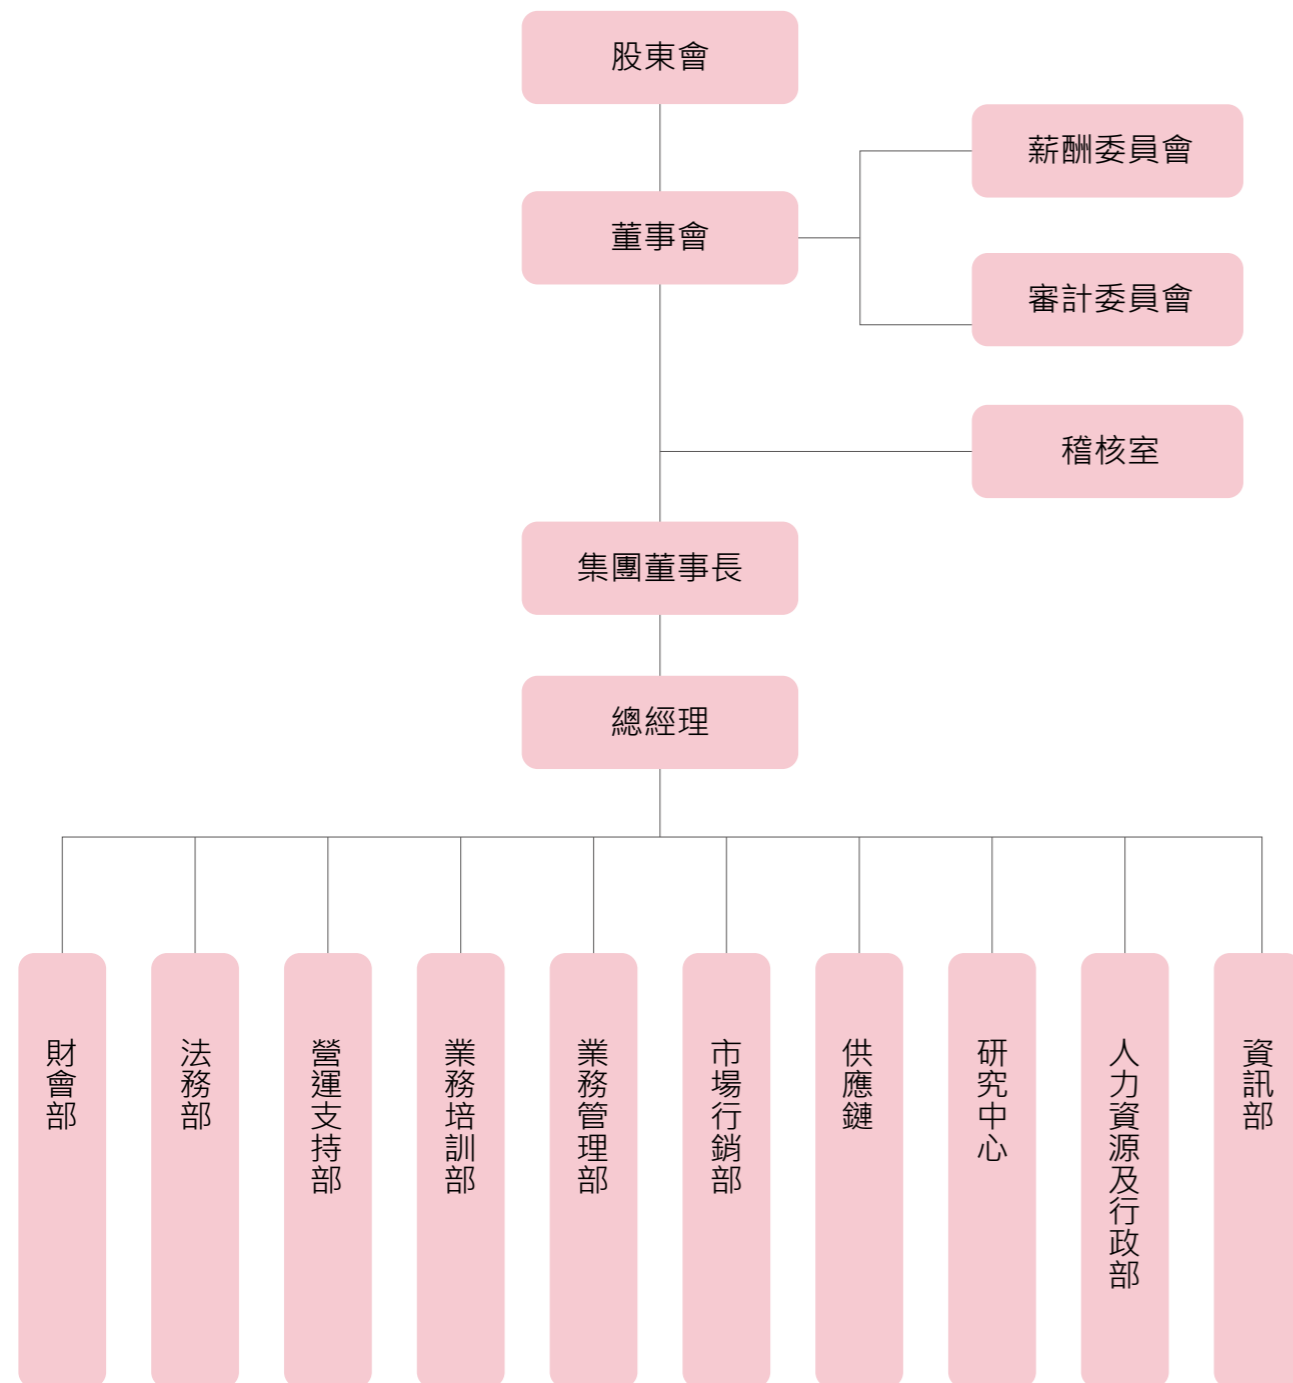 股東會
薪酬委員會
董事會
審計委員會
稽核室
集團董事長
總經理
財會部
法務部
營運支持部
業務培訓部
業務管理部
市場行銷部
供應鏈
研究中心
人力資源及行政部
資訊部